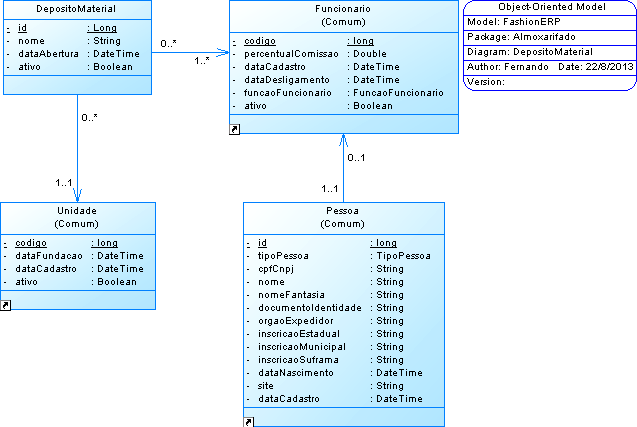 DepositoMaterial
- id : Long
- nome : String
- dataAbertura : DateTime
- ativo : Boolean
0..*
1..*
0..*
1..1
Funcionario
(Comum)
- codigo : long
- percentualComissao : Double
- dataCadastro : DateTime
- dataDesligamento : DateTime
- funcaoFuncionario : FuncaoFuncionario
- ativo : Boolean
Object-Oriented Model
Model: FashionERP
Package: Almoxarifado
Diagram: DepositoMaterial
Author: Fernando Date: 22/8/2013
Version:
0..1
1..1
Unidade
(Comum)
- codigo : long
- dataFundacao : DateTime
- dataCadastro : DateTime
- ativo : Boolean
Pessoa
(Comum)
- id : long
- tipoPessoa : TipoPessoa
- cpfCnpj : String
- nome : String
- nomeFantasia : String
- documentoIdentidade : String
- orgaoExpedidor : String
- inscricaoEstadual : String
- inscricaoMunicipal : String
- inscricaoSuframa : String
- dataNascimento : DateTime
- site : String
- dataCadastro : DateTime